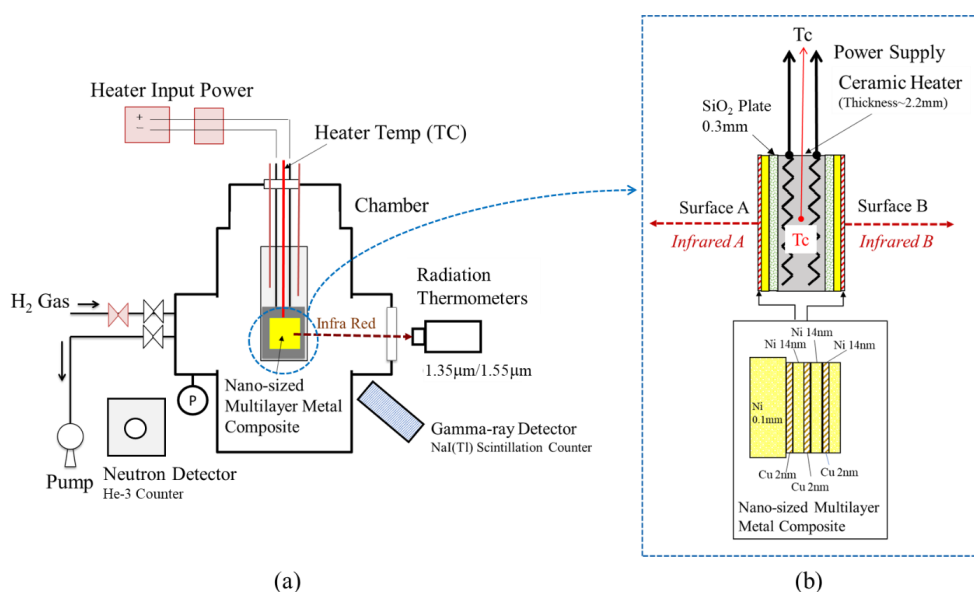 Heater Input Power
+
−
Heater Temp (TC)
Chamber
H2 Gas
Infra Red
Radiation
Thermometers
1.35μm/1.55μm
P
Nano-sized
Multilayer Metal
Composite
Gamma-ray Detector
NaI(Tl) Scintillation Counter
Pump
Neutron Detector
He-3 Counter
(a)
Tc
Power Supply
Ceramic Heater
(Thickness~2.2mm)
SiO2 Plate
0.3mm
Surface A
Surface B
Infrared A
Tc
Infrared B
Ni 14nm
Ni 14nm
Ni 14nm
Ni
0.1mm
Cu 2nm
Cu 2nm
Cu 2nm
Nano-sized Multilayer
Metal Composite
(b)